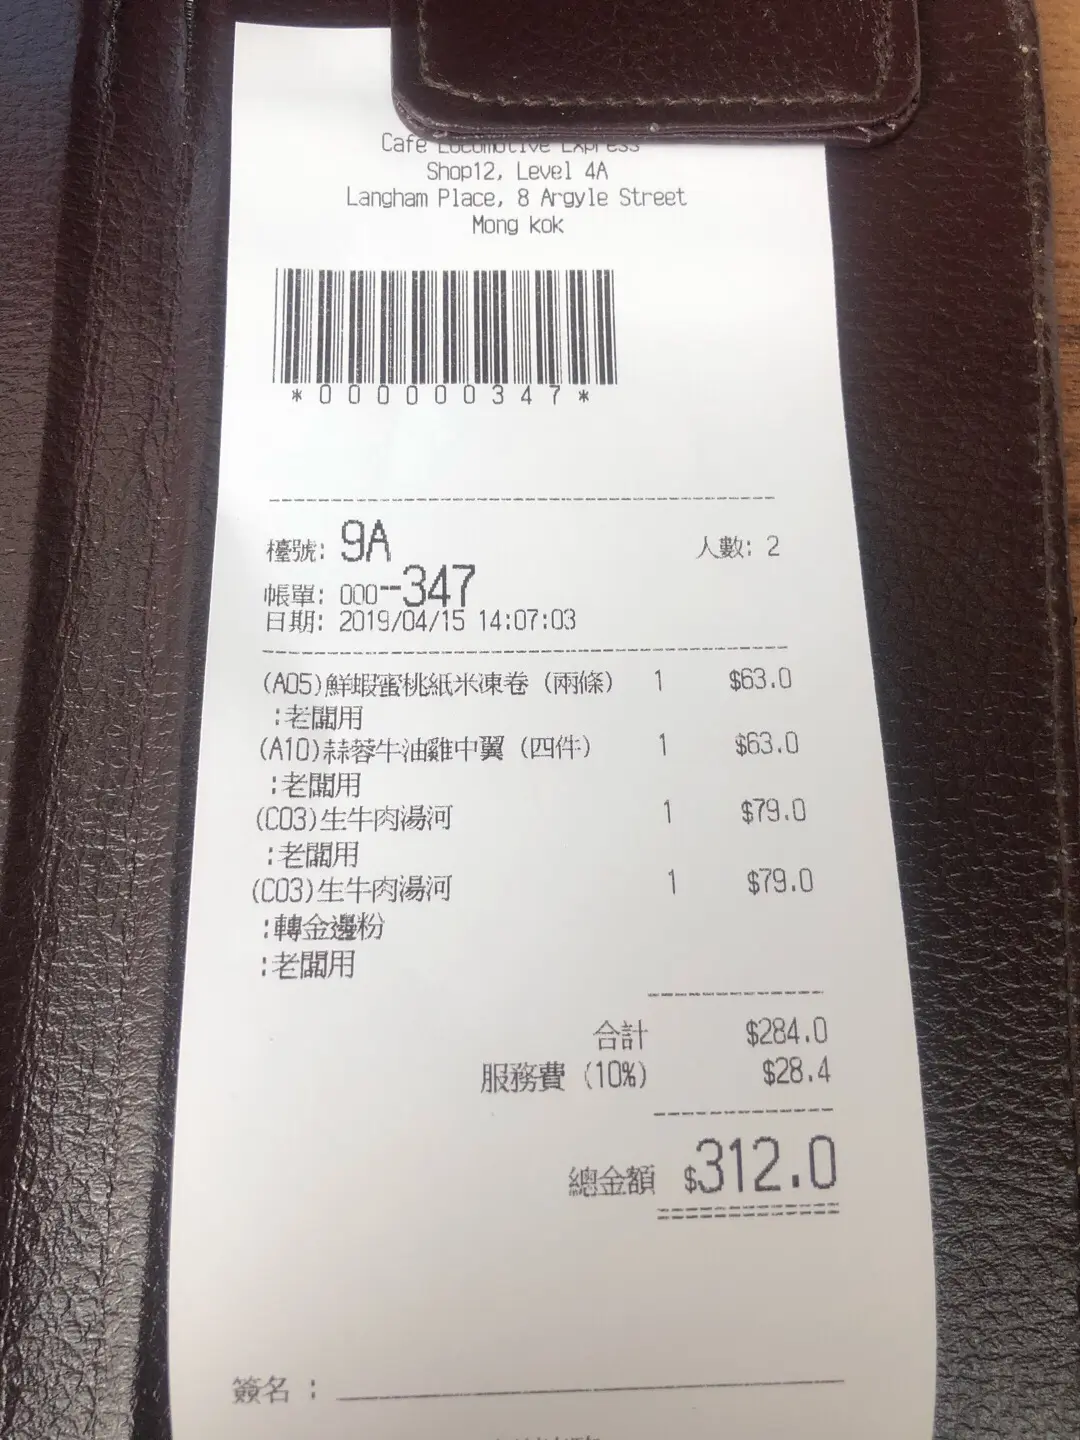 Cafe Locomotive Express
Shop12, Level 4A
Langham Place, 8 Argyle Street
Mong kok
*000000347*
檯號: 9A 人數: 2
帳單: 000-347
日期: 2019/04/15 14:07:03
(A05)鮮蝦蜜桃紙米凍卷 (兩條) 1 $63.0
:老闆用
(A10)蒜蓉牛油雞中翼 (四件) 1 $63.0
:老闆用
(C03)生牛肉湯河 1 $79.0
:老闆用
(C03)生牛肉湯河 1 $79.0
:轉金邊粉
:老闆用
合計 $284.0
服務費 (10%) $28.4
總金額 $312.0
簽名 :